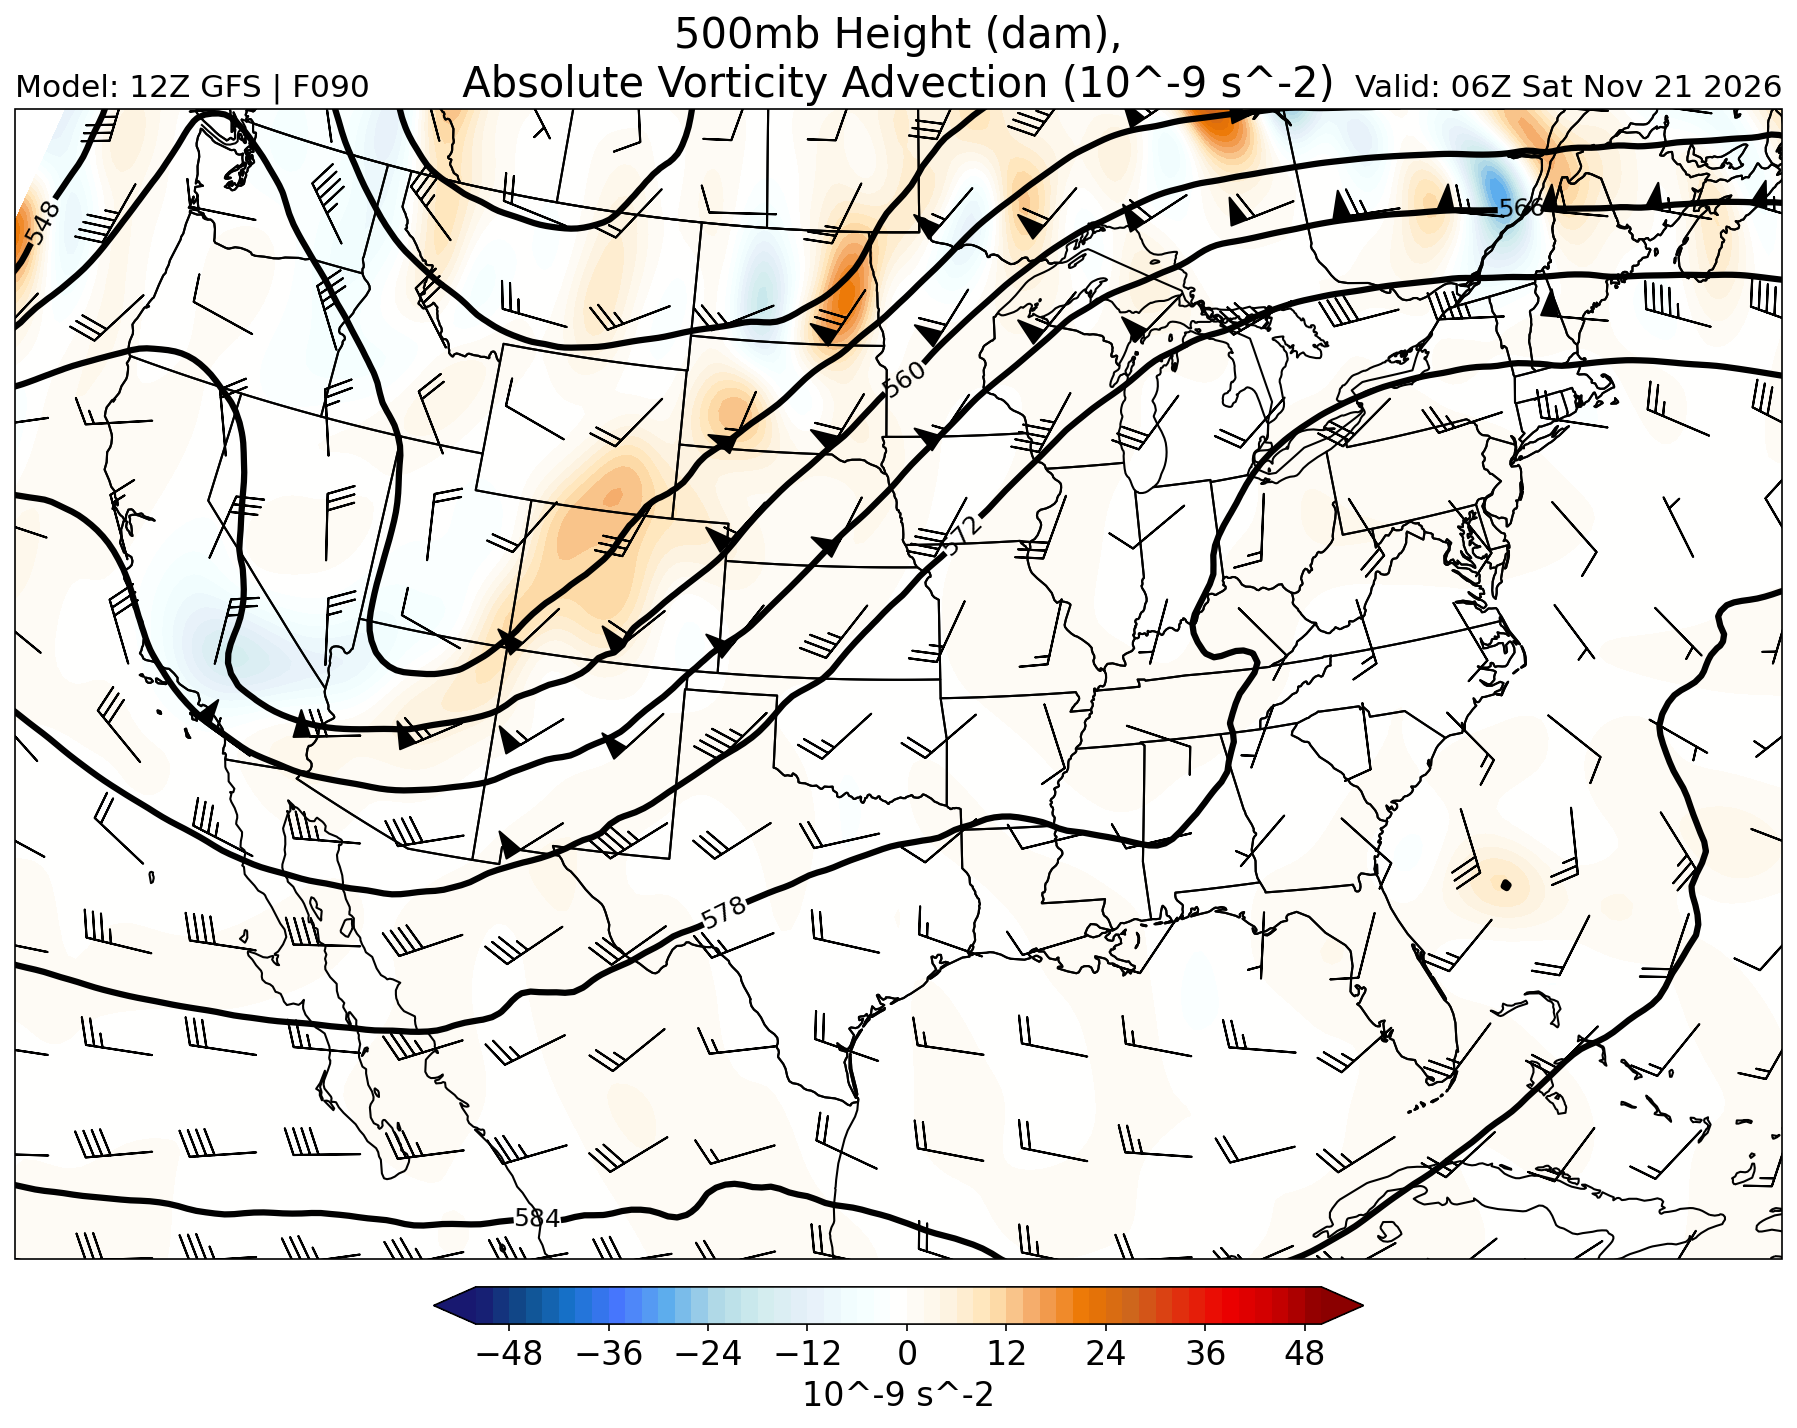 500mb Height (dam),
Model: 12Z GFS | F090
Absolute Vorticity Advection (10^-9 s^-2)
Valid: 06Z Sat Nov 21 2026
548
566
560
572
578
584
−48 −36 −24 −12 0 12 24 36 48
10^-9 s^-2